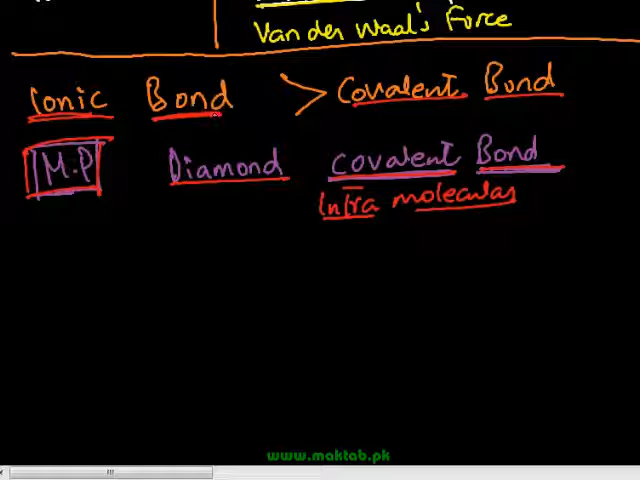 Van der Waal's Force
Ionic Bond > Covalent Bond
M.P Diamond Covalent Bond
Intra molecular
www.maktab.pk